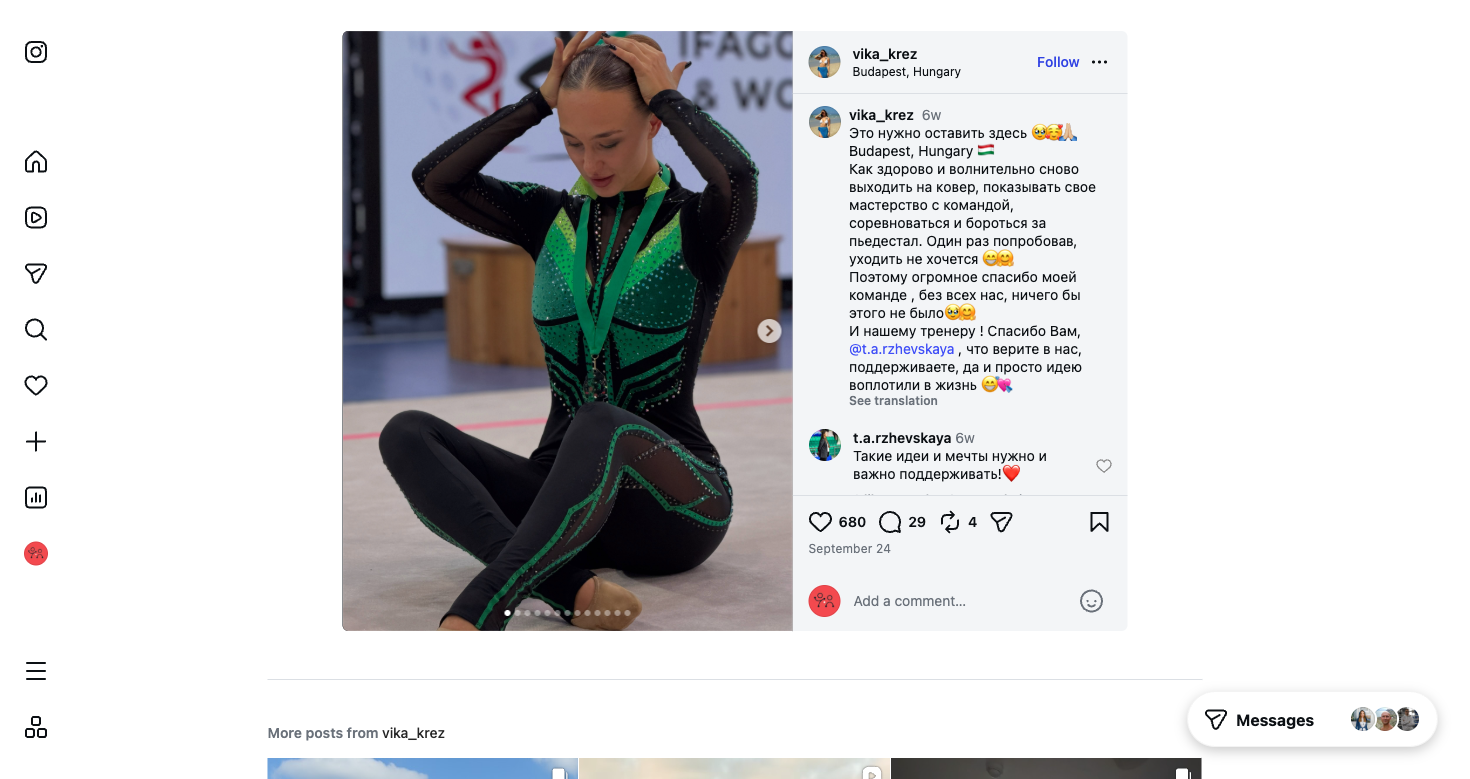 IFAGG
& WO
vika_krez
Budapest, Hungary
Follow
vika_krez 6w
Это нужно оставить здесь 🥹🥰🙏🏼
Budapest, Hungary 🇭🇺
Как здорово и волнительно сново
выходить на ковер, показывать свое
мастерство с командой,
соревноваться и бороться за
пьедестал. Один раз попробовав,
уходить не хочется 😁🤗
Поэтому огромное спасибо моей
команде , без всех нас, ничего бы
этого не было🥹🤗
И нашему тренеру ! Спасибо Вам,
@t.a.rzhevskaya , что верите в нас,
поддерживаете, да и просто идею
воплотили в жизнь 😁💘
See translation
t.a.rzhevskaya 6w
Такие идеи и мечты нужно и
важно поддерживать!❤️
680 29 4
September 24
Add a comment...
More posts from vika_krez
Messages